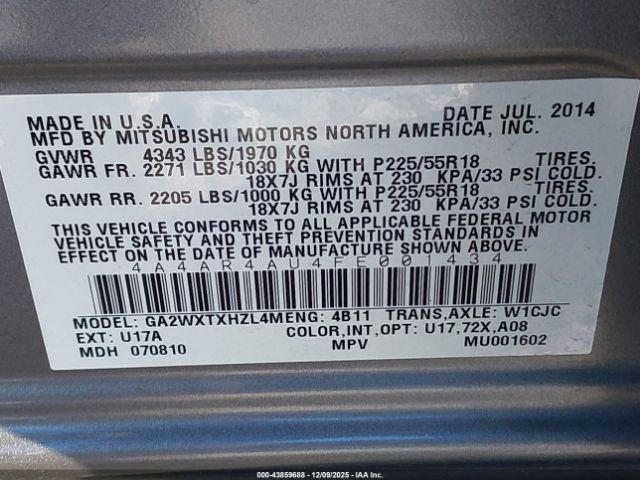 MADE IN U.S.A. DATE JUL. 2014
MFD BY MITSUBISHI MOTORS NORTH AMERICA, INC.
GVWR 4343 LBS/1970 KG
GAWR FR. 2271 LBS/1030 KG WITH P225/55R18 TIRES.
18X7J RIMS AT 230 KPA/33 PSI COLD.
GAWR RR. 2205 LBS/1000 KG WITH P225/55R18 TIRES.
18X7J RIMS AT 230 KPA/33 PSI COLD.
THIS VEHICLE CONFORMS TO ALL APPLICABLE FEDERAL MOTOR
VEHICLE SAFETY AND THEFT PREVENTION STANDARDS IN
EFFECT ON THE DATE OF MANUFACTURE SHOWN ABOVE.
4A4AR4AU4FE001434
MODEL: GA2WXTXHZL4MENG: 4B11 TRANS,AXLE: W1CJC
EXT: U17A COLOR,INT,OPT: U17,72X,A08
MDH 070810 MPV MU001602
000-43859688 - 12/09/2025 - IAA Inc.